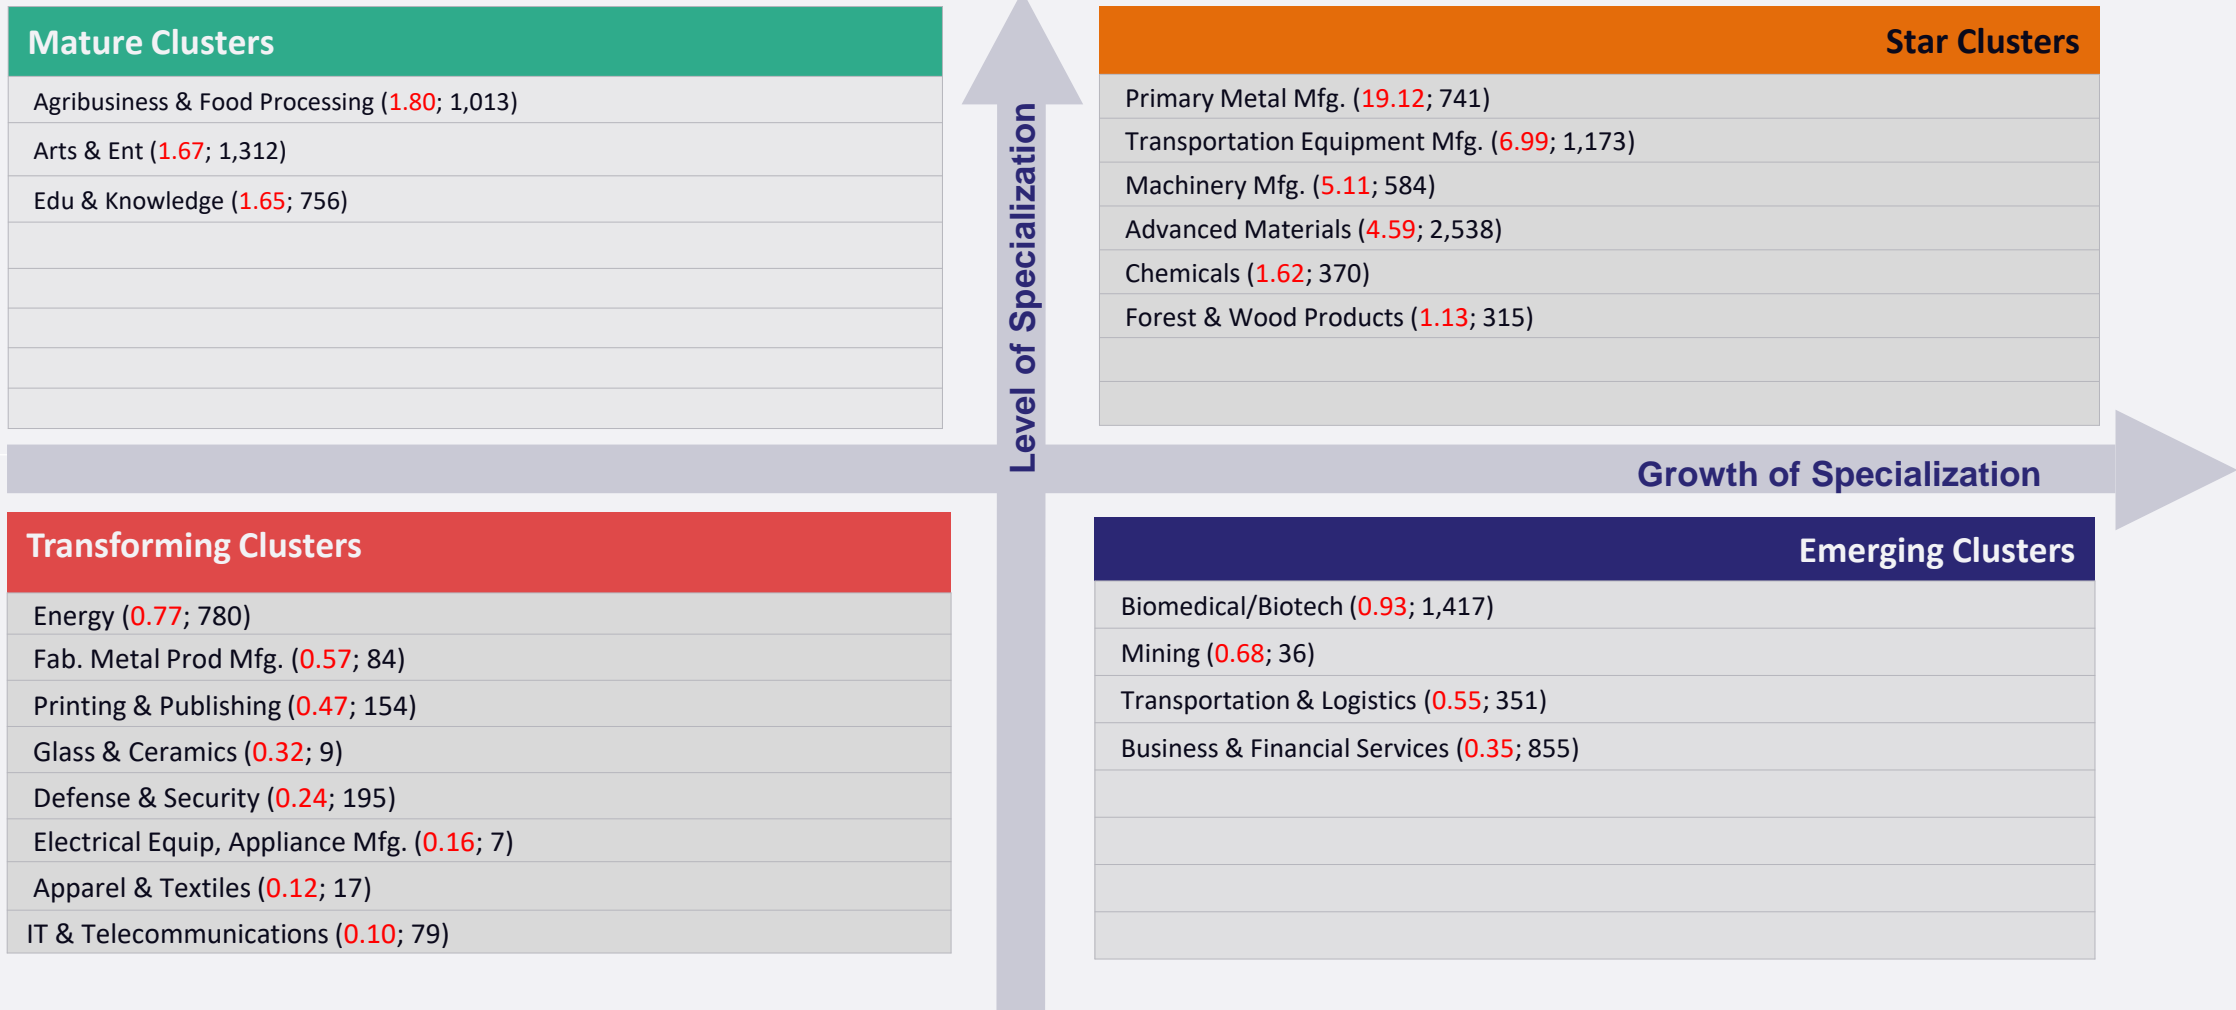 Mature Clusters
Agribusiness & Food Processing (1.80; 1,013)
Arts & Ent (1.67; 1,312)
Edu & Knowledge (1.65; 756)
Level of Specialization
Star Clusters
Primary Metal Mfg. (19.12; 741)
Transportation Equipment Mfg. (6.99; 1,173)
Machinery Mfg. (5.11; 584)
Advanced Materials (4.59; 2,538)
Chemicals (1.62; 370)
Forest & Wood Products (1.13; 315)
Growth of Specialization
Transforming Clusters
Energy (0.77; 780)
Fab. Metal Prod Mfg. (0.57; 84)
Printing & Publishing (0.47; 154)
Glass & Ceramics (0.32; 9)
Defense & Security (0.24; 195)
Electrical Equip, Appliance Mfg. (0.16; 7)
Apparel & Textiles (0.12; 17)
IT & Telecommunications (0.10; 79)
Emerging Clusters
Biomedical/Biotech (0.93; 1,417)
Mining (0.68; 36)
Transportation & Logistics (0.55; 351)
Business & Financial Services (0.35; 855)